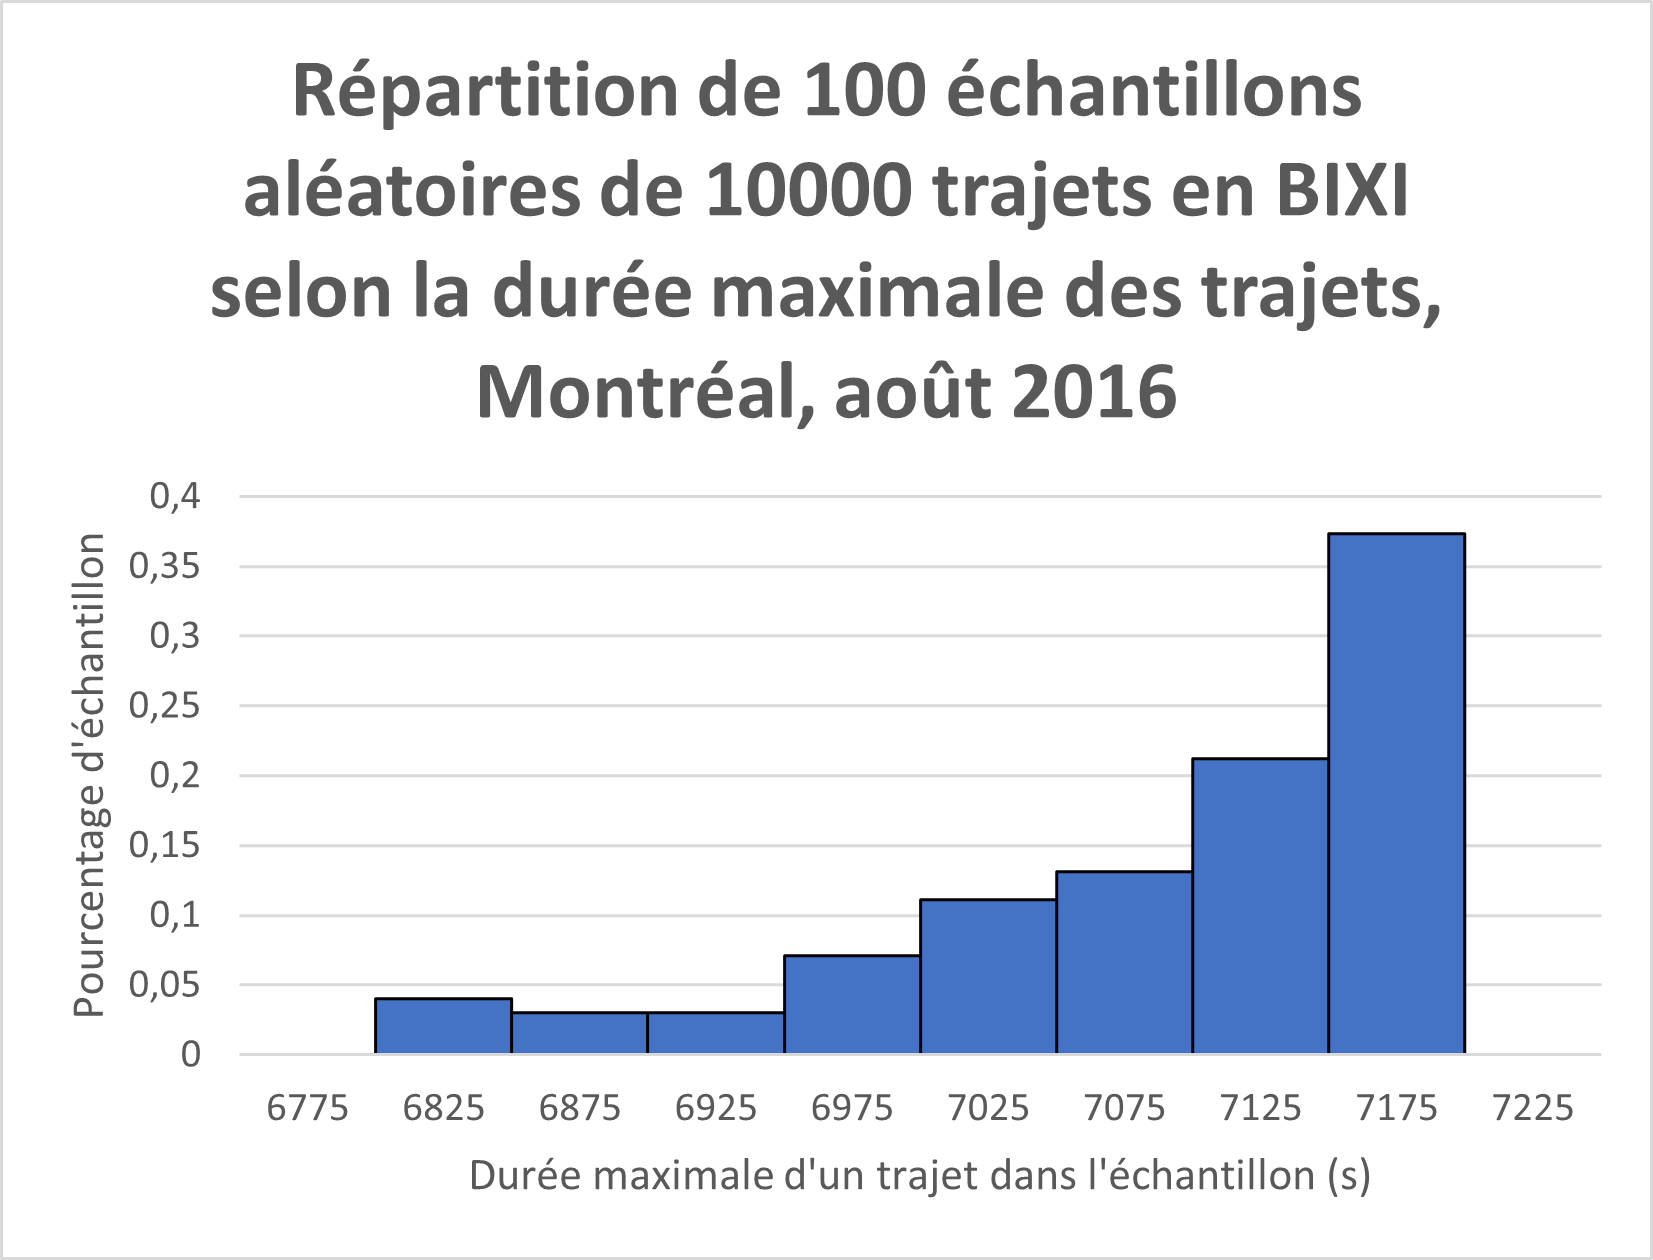 Répartition de 100 échantillons
aléatoires de 10000 trajets en BIXI
selon la durée maximale des trajets,
Montréal, août 2016
Pourcentage d'échantillon
0,4
0,35
0,3
0,25
0,2
0,15
0,1
0,05
0
6775 6825 6875 6925 6975 7025 7075 7125 7175 7225
Durée maximale d'un trajet dans l'échantillon (s)